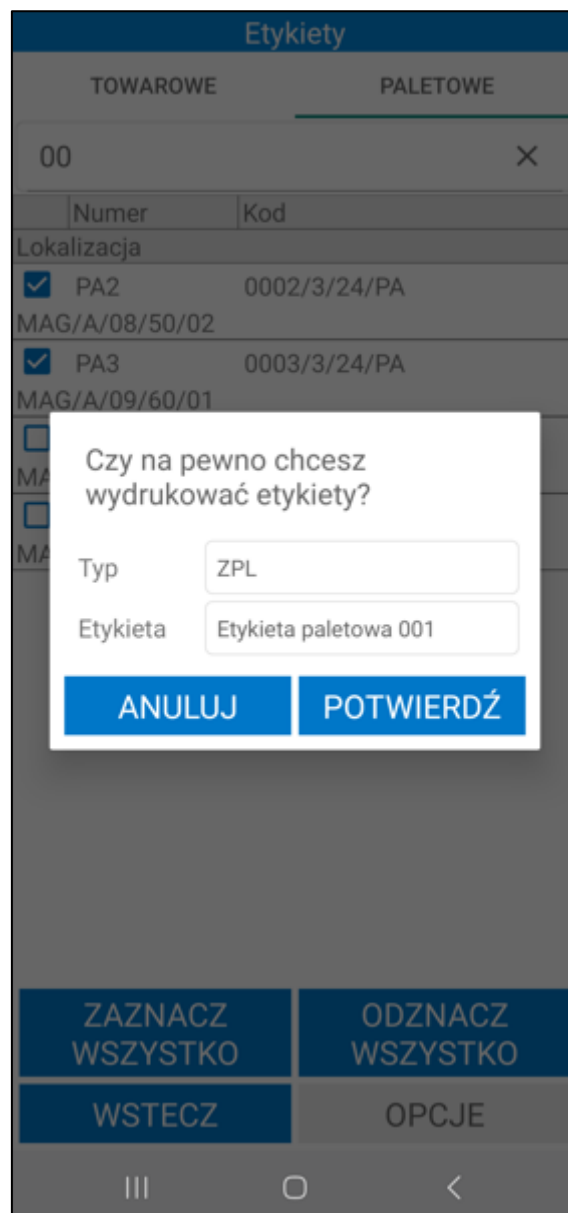 Etykiety
TOWAROWE PALETOWE
00
Numer Kod
Lokalizacja
PA2 0002/3/24/PA
MAG/A/08/50/02
PA3 0003/3/24/PA
MAG/A/09/60/01
Czy na pewno chcesz
wydrukować etykiety?
MA
MA
Typ ZPL
Etykieta Etykieta paletowa 001
ANULUJ POTWIERDŹ
ZAZNACZ WSZYSTKO ODZNACZ WSZYSTKO
WSTECZ OPCJE